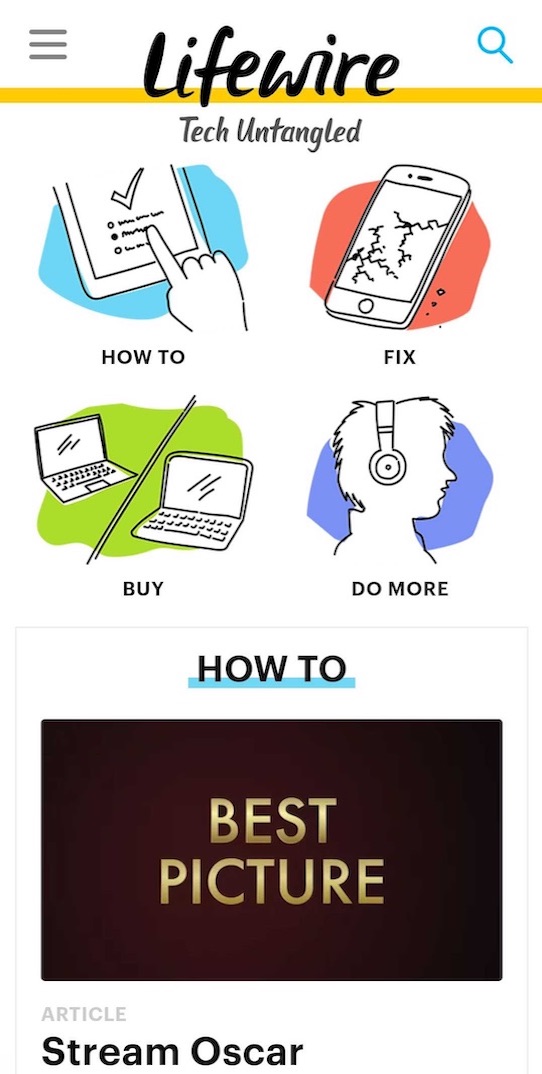 Lifewire
Tech Untangled
HOW TO
FIX
BUY
DO MORE
HOW TO
BEST
PICTURE
ARTICLE
Stream Oscar